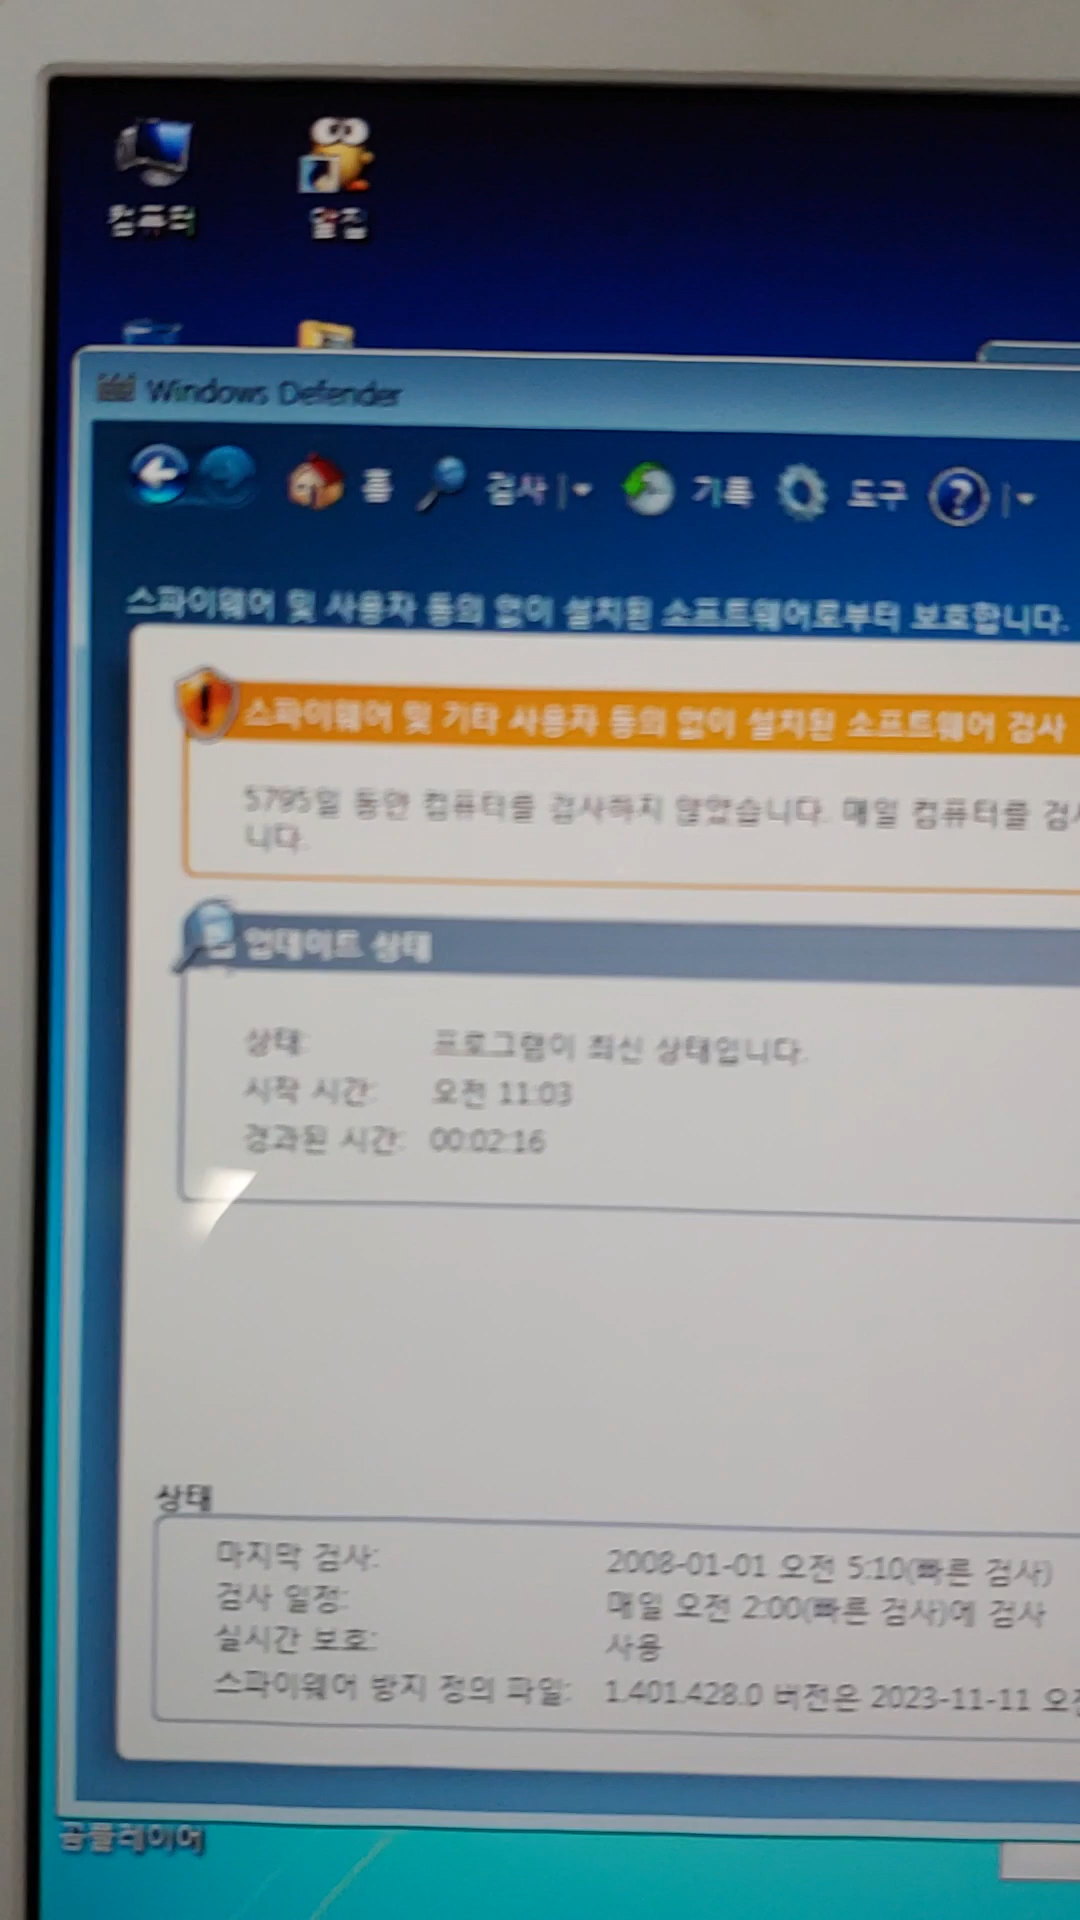 컴퓨터
알집
Windows Defender
홈
검사
기록
도구
스파이웨어 및 사용자 동의 없이 설치된 소프트웨어로부터 보호합니다.
스파이웨어 및 기타 사용자 동의 없이 설치된 소프트웨어 검사
5795일 동안 컴퓨터를 검사하지 않았습니다. 매일 컴퓨터를 검사
니다.
업데이트 상태
상태: 프로그램이 최신 상태입니다.
시작 시간: 오전 11:03
경과된 시간: 00:02:16
상태
마지막 검사: 2008-01-01 오전 5:10(빠른 검사)
검사 일정: 매일 오전 2:00(빠른 검사)에 검사
실시간 보호: 사용
스파이웨어 방지 정의 파일: 1.401.428.0 버전은 2023-11-11 오전
곰플레이어